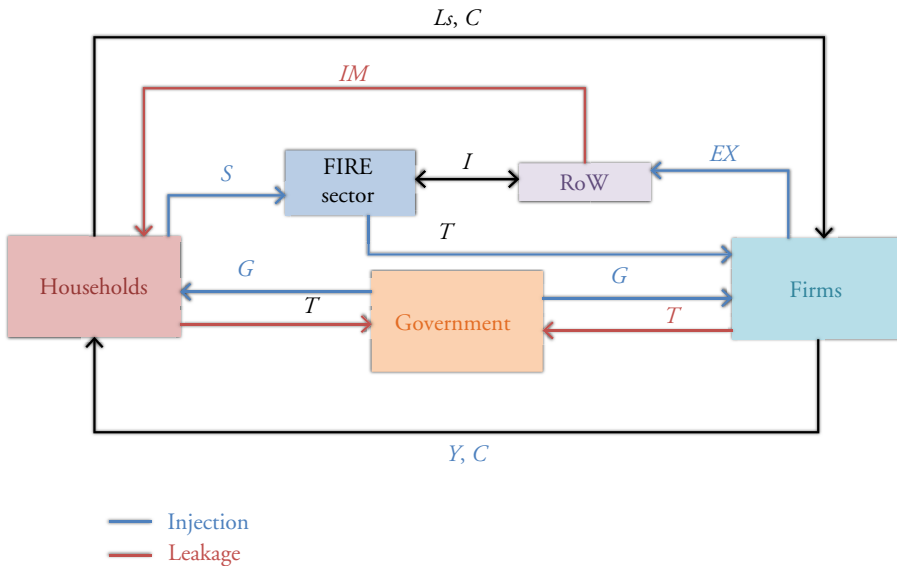 Ls, C
IM
FIRE
sector
I
RoW
EX
S
T
Households
G
T
Government
G
T
Firms
Y, C
Injection
Leakage